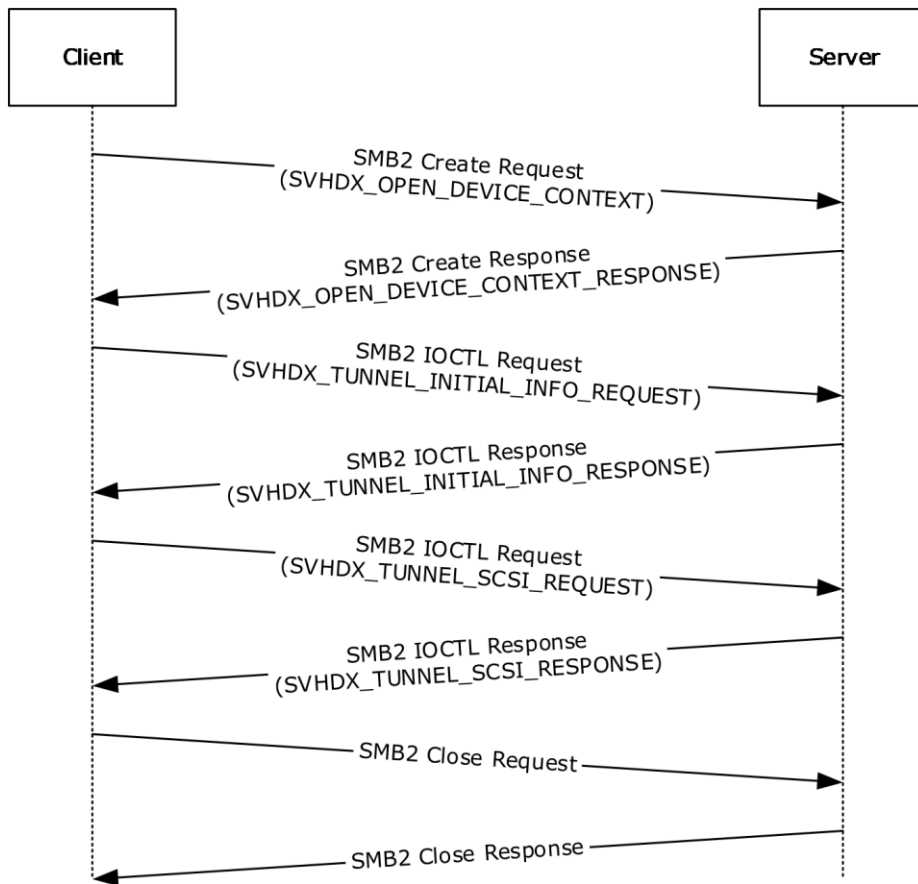 Client
Server
SMB2 Create Request
(SVHDX_OPEN_DEVICE_CONTEXT)
SMB2 Create Response
(SVHDX_OPEN_DEVICE_CONTEXT_RESPONSE)
SMB2 IOCTL Request
(SVHDX_TUNNEL_INITIAL_INFO_REQUEST)
SMB2 IOCTL Response
(SVHDX_TUNNEL_INITIAL_INFO_RESPONSE)
SMB2 IOCTL Request
(SVHDX_TUNNEL_SCSI_REQUEST)
SMB2 IOCTL Response
(SVHDX_TUNNEL_SCSI_RESPONSE)
SMB2 Close Request
SMB2 Close Response